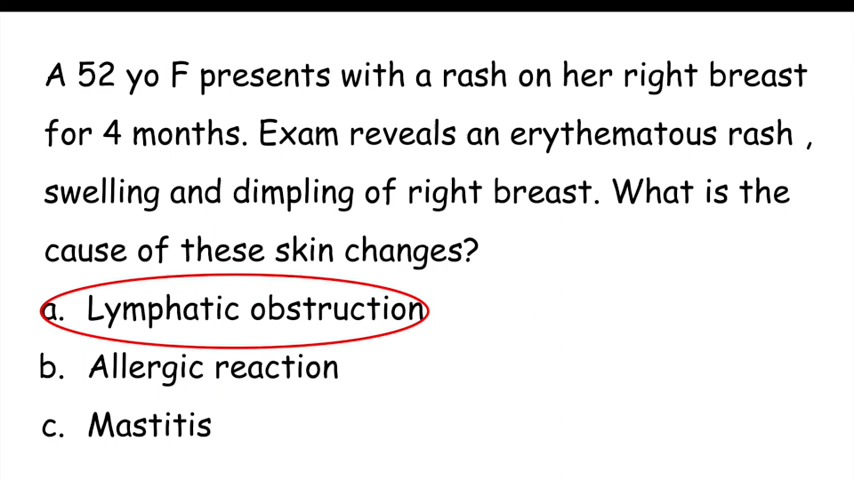 A 52 yo F presents with a rash on her right breast
for 4 months. Exam reveals an erythematous rash ,
swelling and dimpling of right breast. What is the
cause of these skin changes?
a. Lymphatic obstruction
b. Allergic reaction
c. Mastitis